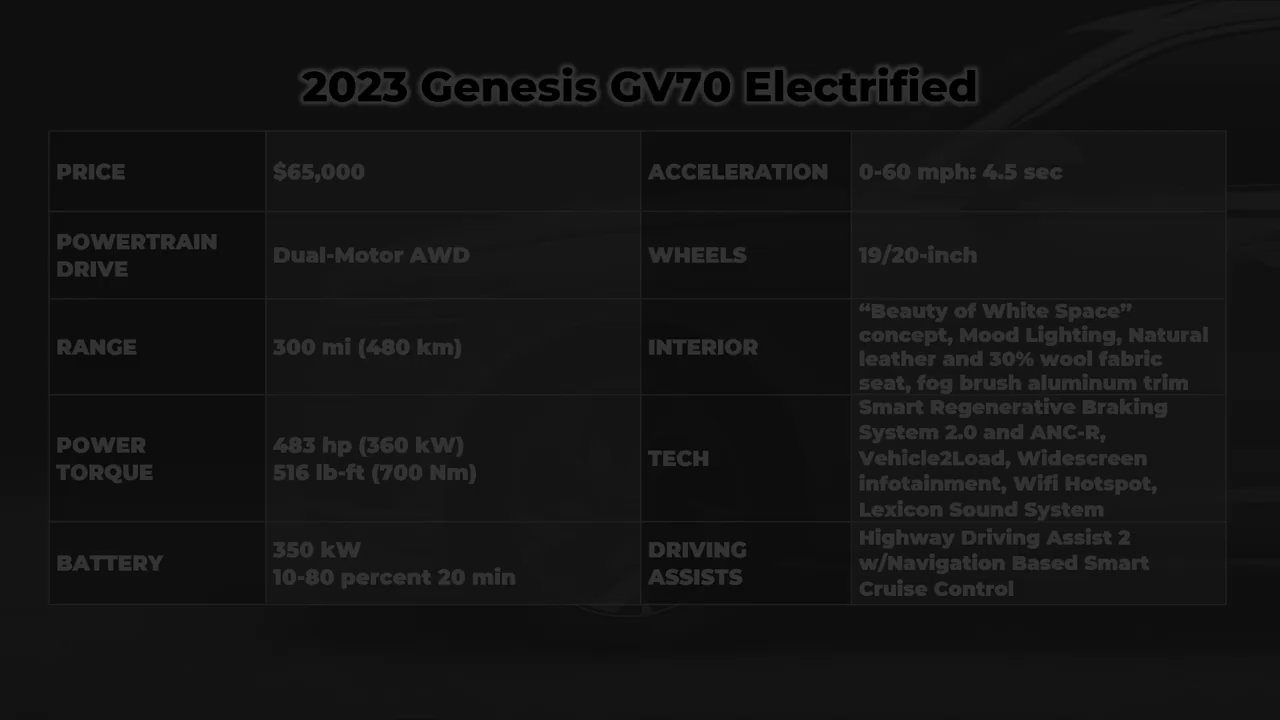 2023 Genesis GV70 Electrified
PRICE
$65,000
ACCELERATION
0-60 mph: 4.5 sec
POWERTRAIN
DRIVE
Dual-Motor AWD
WHEELS
19/20-inch
RANGE
300 mi (480 km)
INTERIOR
“Beauty of White Space”
concept, Mood Lighting, Natural
leather and 30% wool fabric
seat, fog brush aluminum trim
POWER
TORQUE
483 hp (360 kW)
516 lb-ft (700 Nm)
TECH
Smart Regenerative Braking
System 2.0 and ANC-R,
Vehicle2Load, Widescreen
infotainment, Wifi Hotspot,
Lexicon Sound System
BATTERY
350 kW
10-80 percent 20 min
DRIVING
ASSISTS
Highway Driving Assist 2
w/Navigation Based Smart
Cruise Control